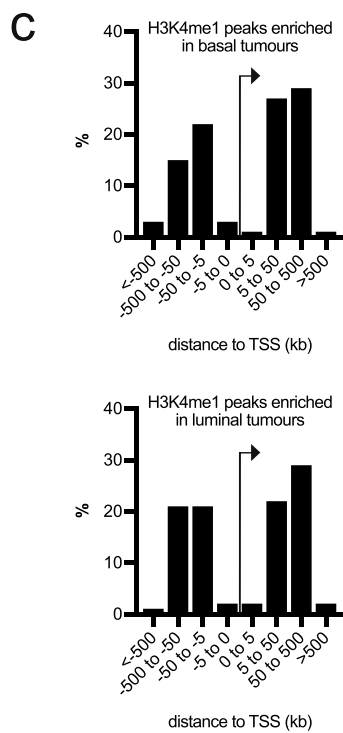 C
H3K4me1 peaks enriched
in basal tumours
40
30
20
10
0
%
<-500
-500 to -50
-50 to -5
-5 to 0
0 to 5
5 to 50
50 to 500
>500
distance to TSS (kb)
H3K4me1 peaks enriched
in luminal tumours
40
30
20
10
0
%
<-500
-500 to -50
-50 to -5
-5 to 0
0 to 5
5 to 50
50 to 500
>500
distance to TSS (kb)